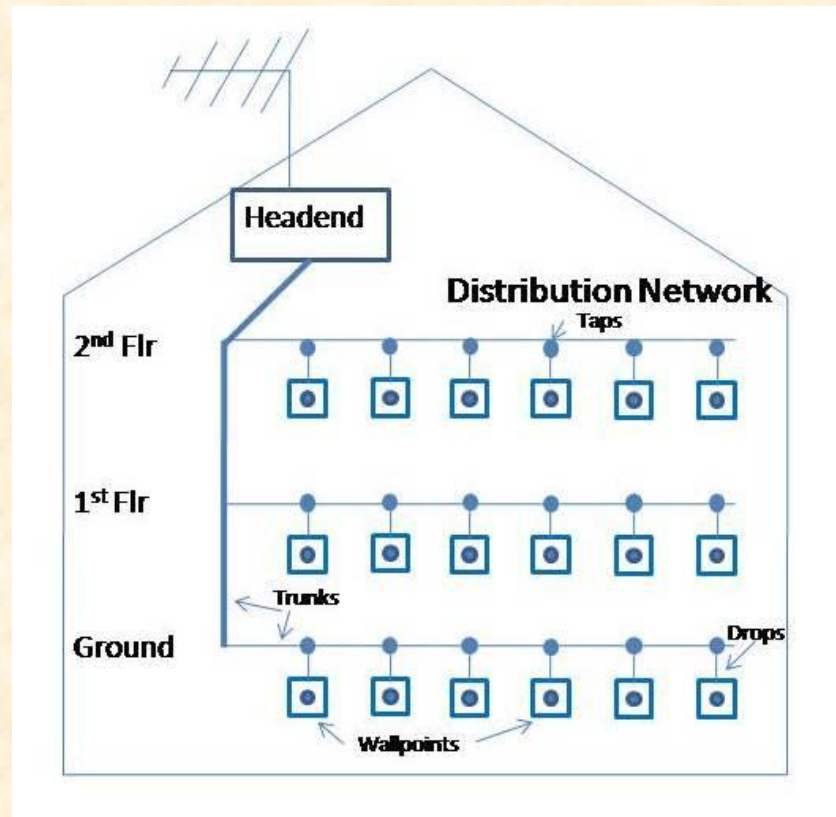 Headend
Distribution Network
Taps
2nd Flr
1st Flr
Trunks
Ground
Drops
Wallpoints